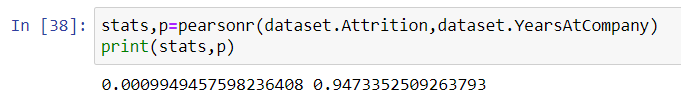 In [38]: stats,p=pearsonr(dataset.Attrition,dataset.YearsAtCompany)
print(stats,p)
0.0009949457598236408 0.9473352509263793